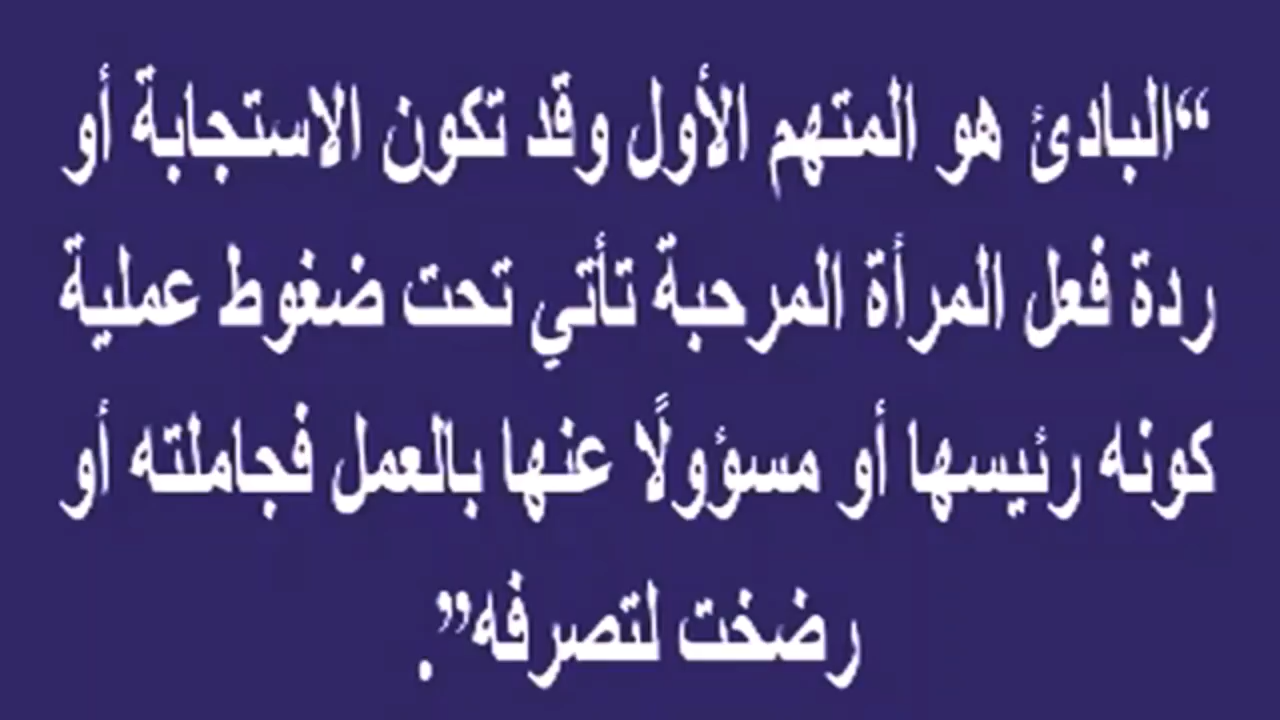 “البادئ هو المتهم الأول وقد تكون الاستجابة أو
ردة فعل المرأة المرحبة تأتي تحت ضغوط عملية
كونه رئيسها أو مسؤولًا عنها بالعمل فجاملته أو
رضخت لتصرفه”.